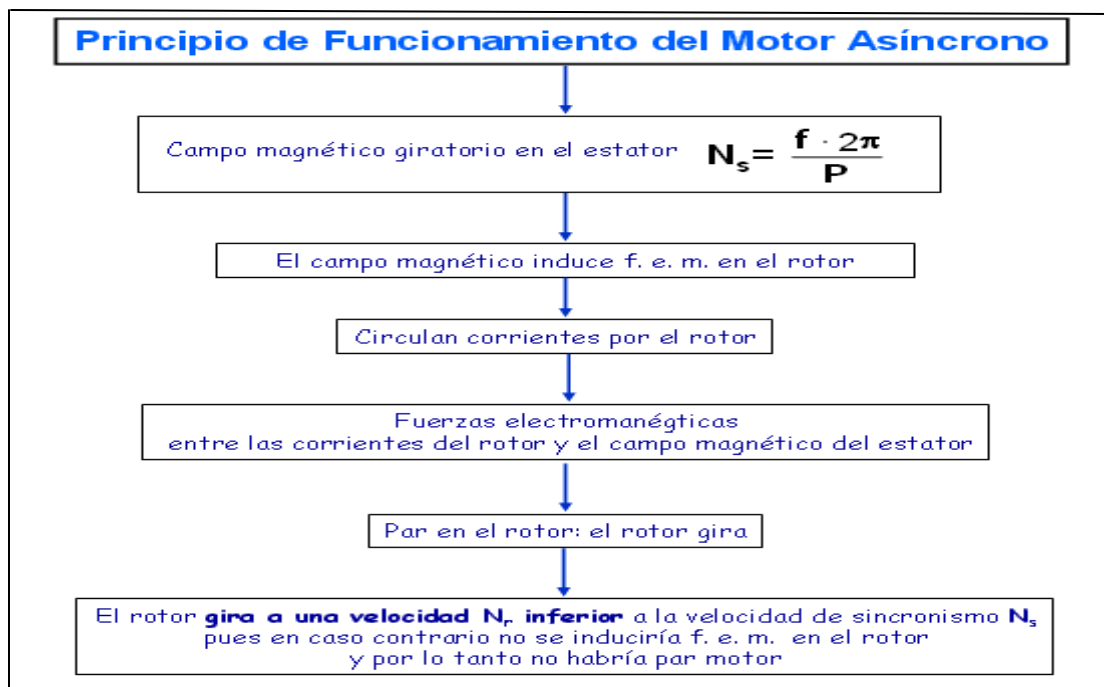 Principio de Funcionamiento del Motor Asíncrono
Campo magnético giratorio en el estator Nₛ= f · 2π / P
El campo magnético induce f. e. m. en el rotor
Circulan corrientes por el rotor
Fuerzas electromanégticas
entre las corrientes del rotor y el campo magnético del estator
Par en el rotor: el rotor gira
El rotor gira a una velocidad Nᵣ inferior a la velocidad de sincronismo Nₛ
pues en caso contrario no se induciría f. e. m. en el rotor
y por lo tanto no habría par motor